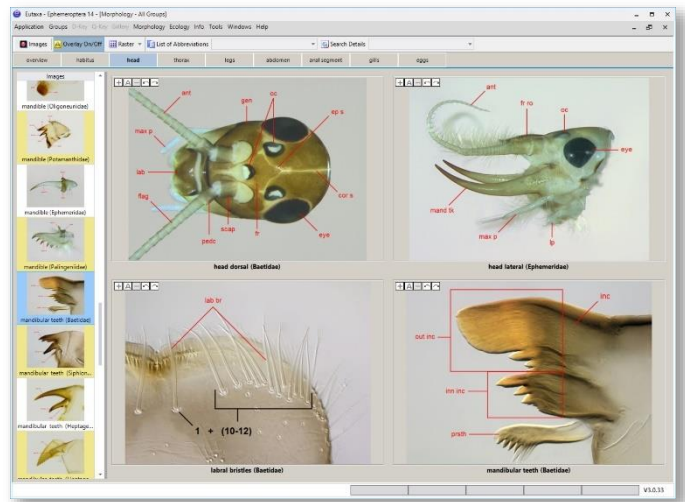 Eutaxa - Ephemeroptera 14 - [Morphology - All Groups]
Application Groups D-Key G-Key Gallery Morphology Ecology Info Tools Windows Help
Images Overlay On/Off Raster List of Abbreviations Search Details
overview habitus head thorax legs abdomen anal segment gills eggs
Images
mandible (Oligoneuriidae)
mandible (Potamanthidae)
mandible (Ephemeridae)
mandible (Palingeniidae)
mandibular teeth (Baetidae)
mandibular teeth (Siphlon...
mandibular teeth (Heptage...
ant
gen
oc
ep s
max p
lab
flag
pedc
scap
fr
eye
cor s
head dorsal (Baetidae)
ant
fr ro
oc
eye
mand tk
max p
lp
head lateral (Ephemeridae)
lab br
1 + (10-12)
labral bristles (Baetidae)
inc
out inc
inn inc
prsth
mandibular teeth (Baetidae)
V3.0.33